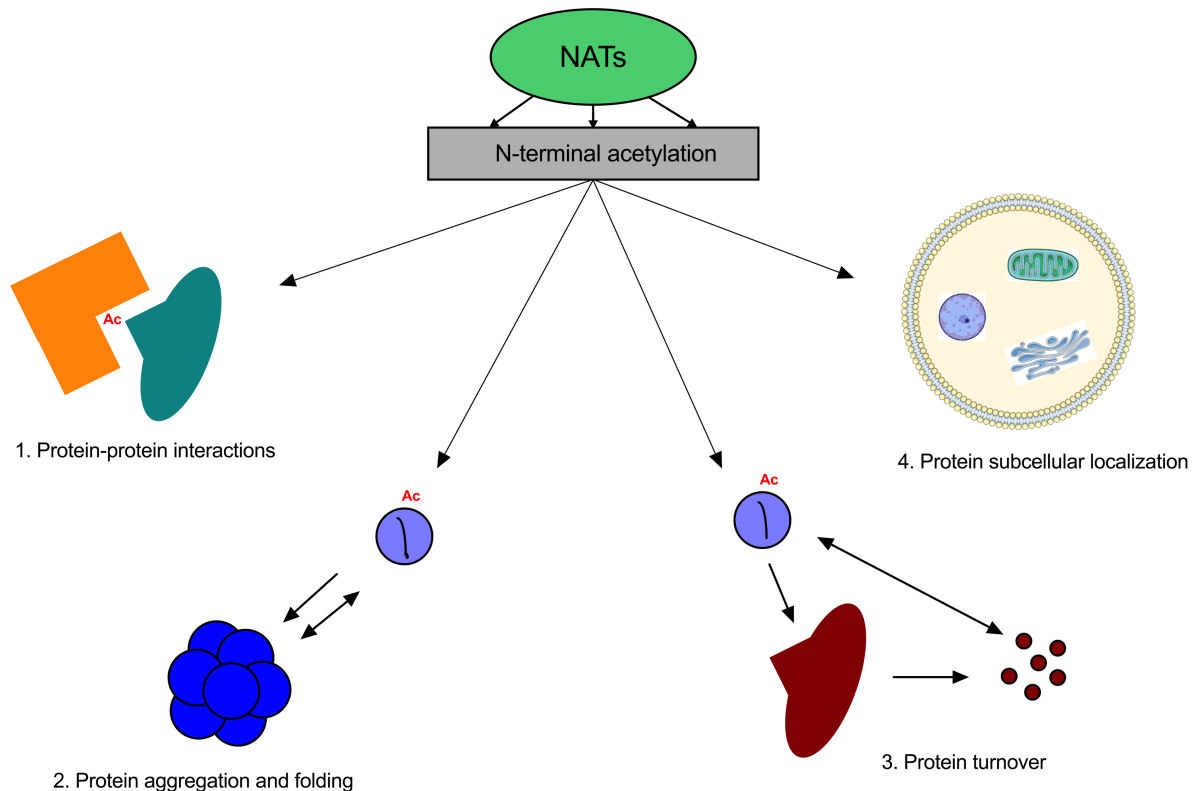 NATs
N-terminal acetylation
Ac
1. Protein-protein interactions
4. Protein subcellular localization
Ac
Ac
2. Protein aggregation and folding
3. Protein turnover